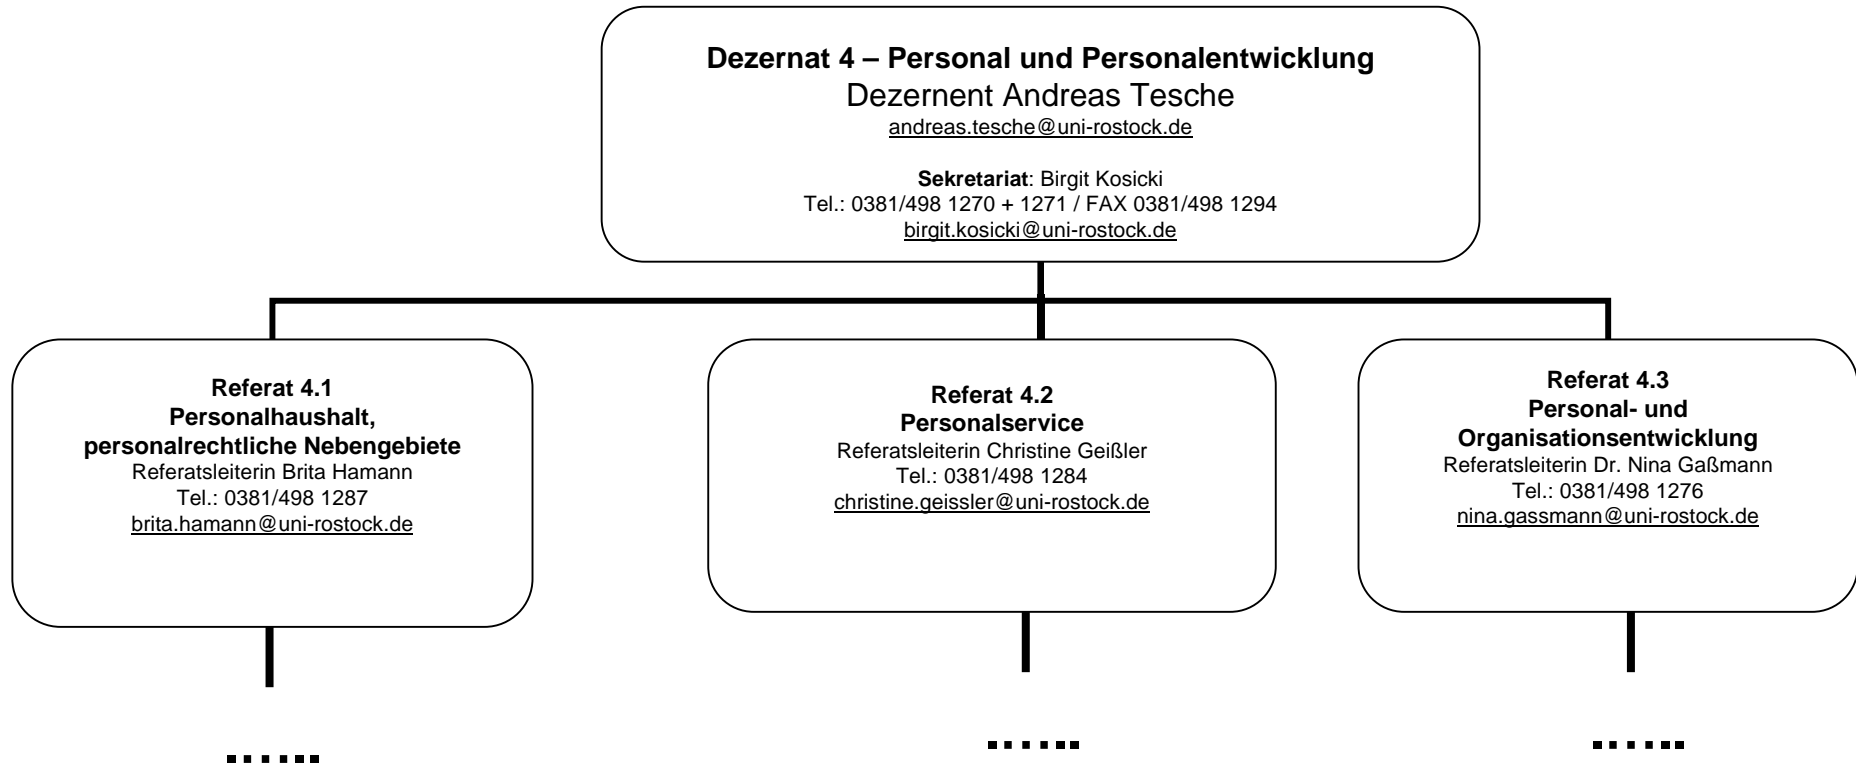 Dezernat 4 – Personal und Personalentwicklung
Dezernent Andreas Tesche
andreas.tesche@uni-rostock.de
Sekretariat: Birgit Kosicki
Tel.: 0381/498 1270 + 1271 / FAX 0381/498 1294
birgit.kosicki@uni-rostock.de
Referat 4.1
Personalhaushalt,
personalrechtliche Nebengebiete
Referatsleiterin Brita Hamann
Tel.: 0381/498 1287
brita.hamann@uni-rostock.de
Referat 4.2
Personalservice
Referatsleiterin Christine Geißler
Tel.: 0381/498 1284
christine.geissler@uni-rostock.de
Referat 4.3
Personal- und
Organisationsentwicklung
Referatsleiterin Dr. Nina Gaßmann
Tel.: 0381/498 1276
nina.gassmann@uni-rostock.de